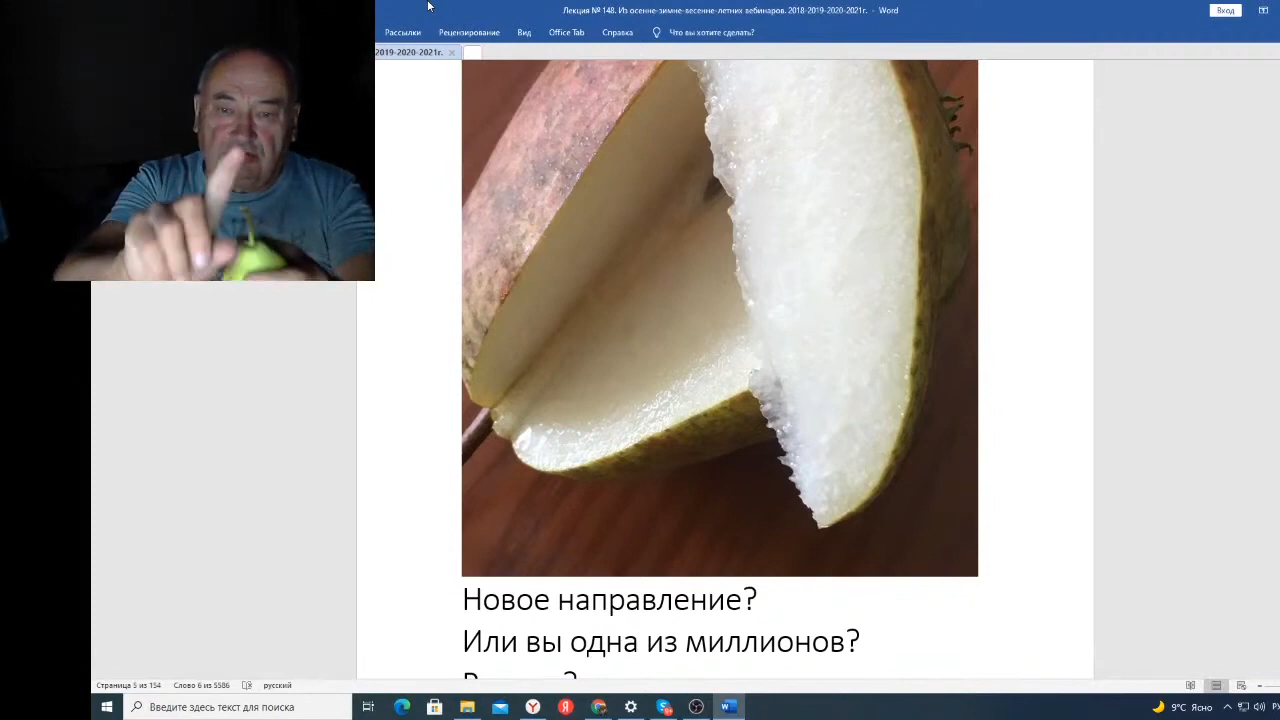 Лекция № 148. Из осенне-зимне-весенне-летних вебинаров. 2018-2019-2020-2021г. - Word
Вход
Рассылки Рецензирование Вид Office Tab Справка Что вы хотите сделать?
2019-2020-2021г.
Новое направление?
Или вы одна из миллионов?
Страница 5 из 154 Слово 6 из 5586 русский
Введите здесь текст для поиска
9°C Ясно